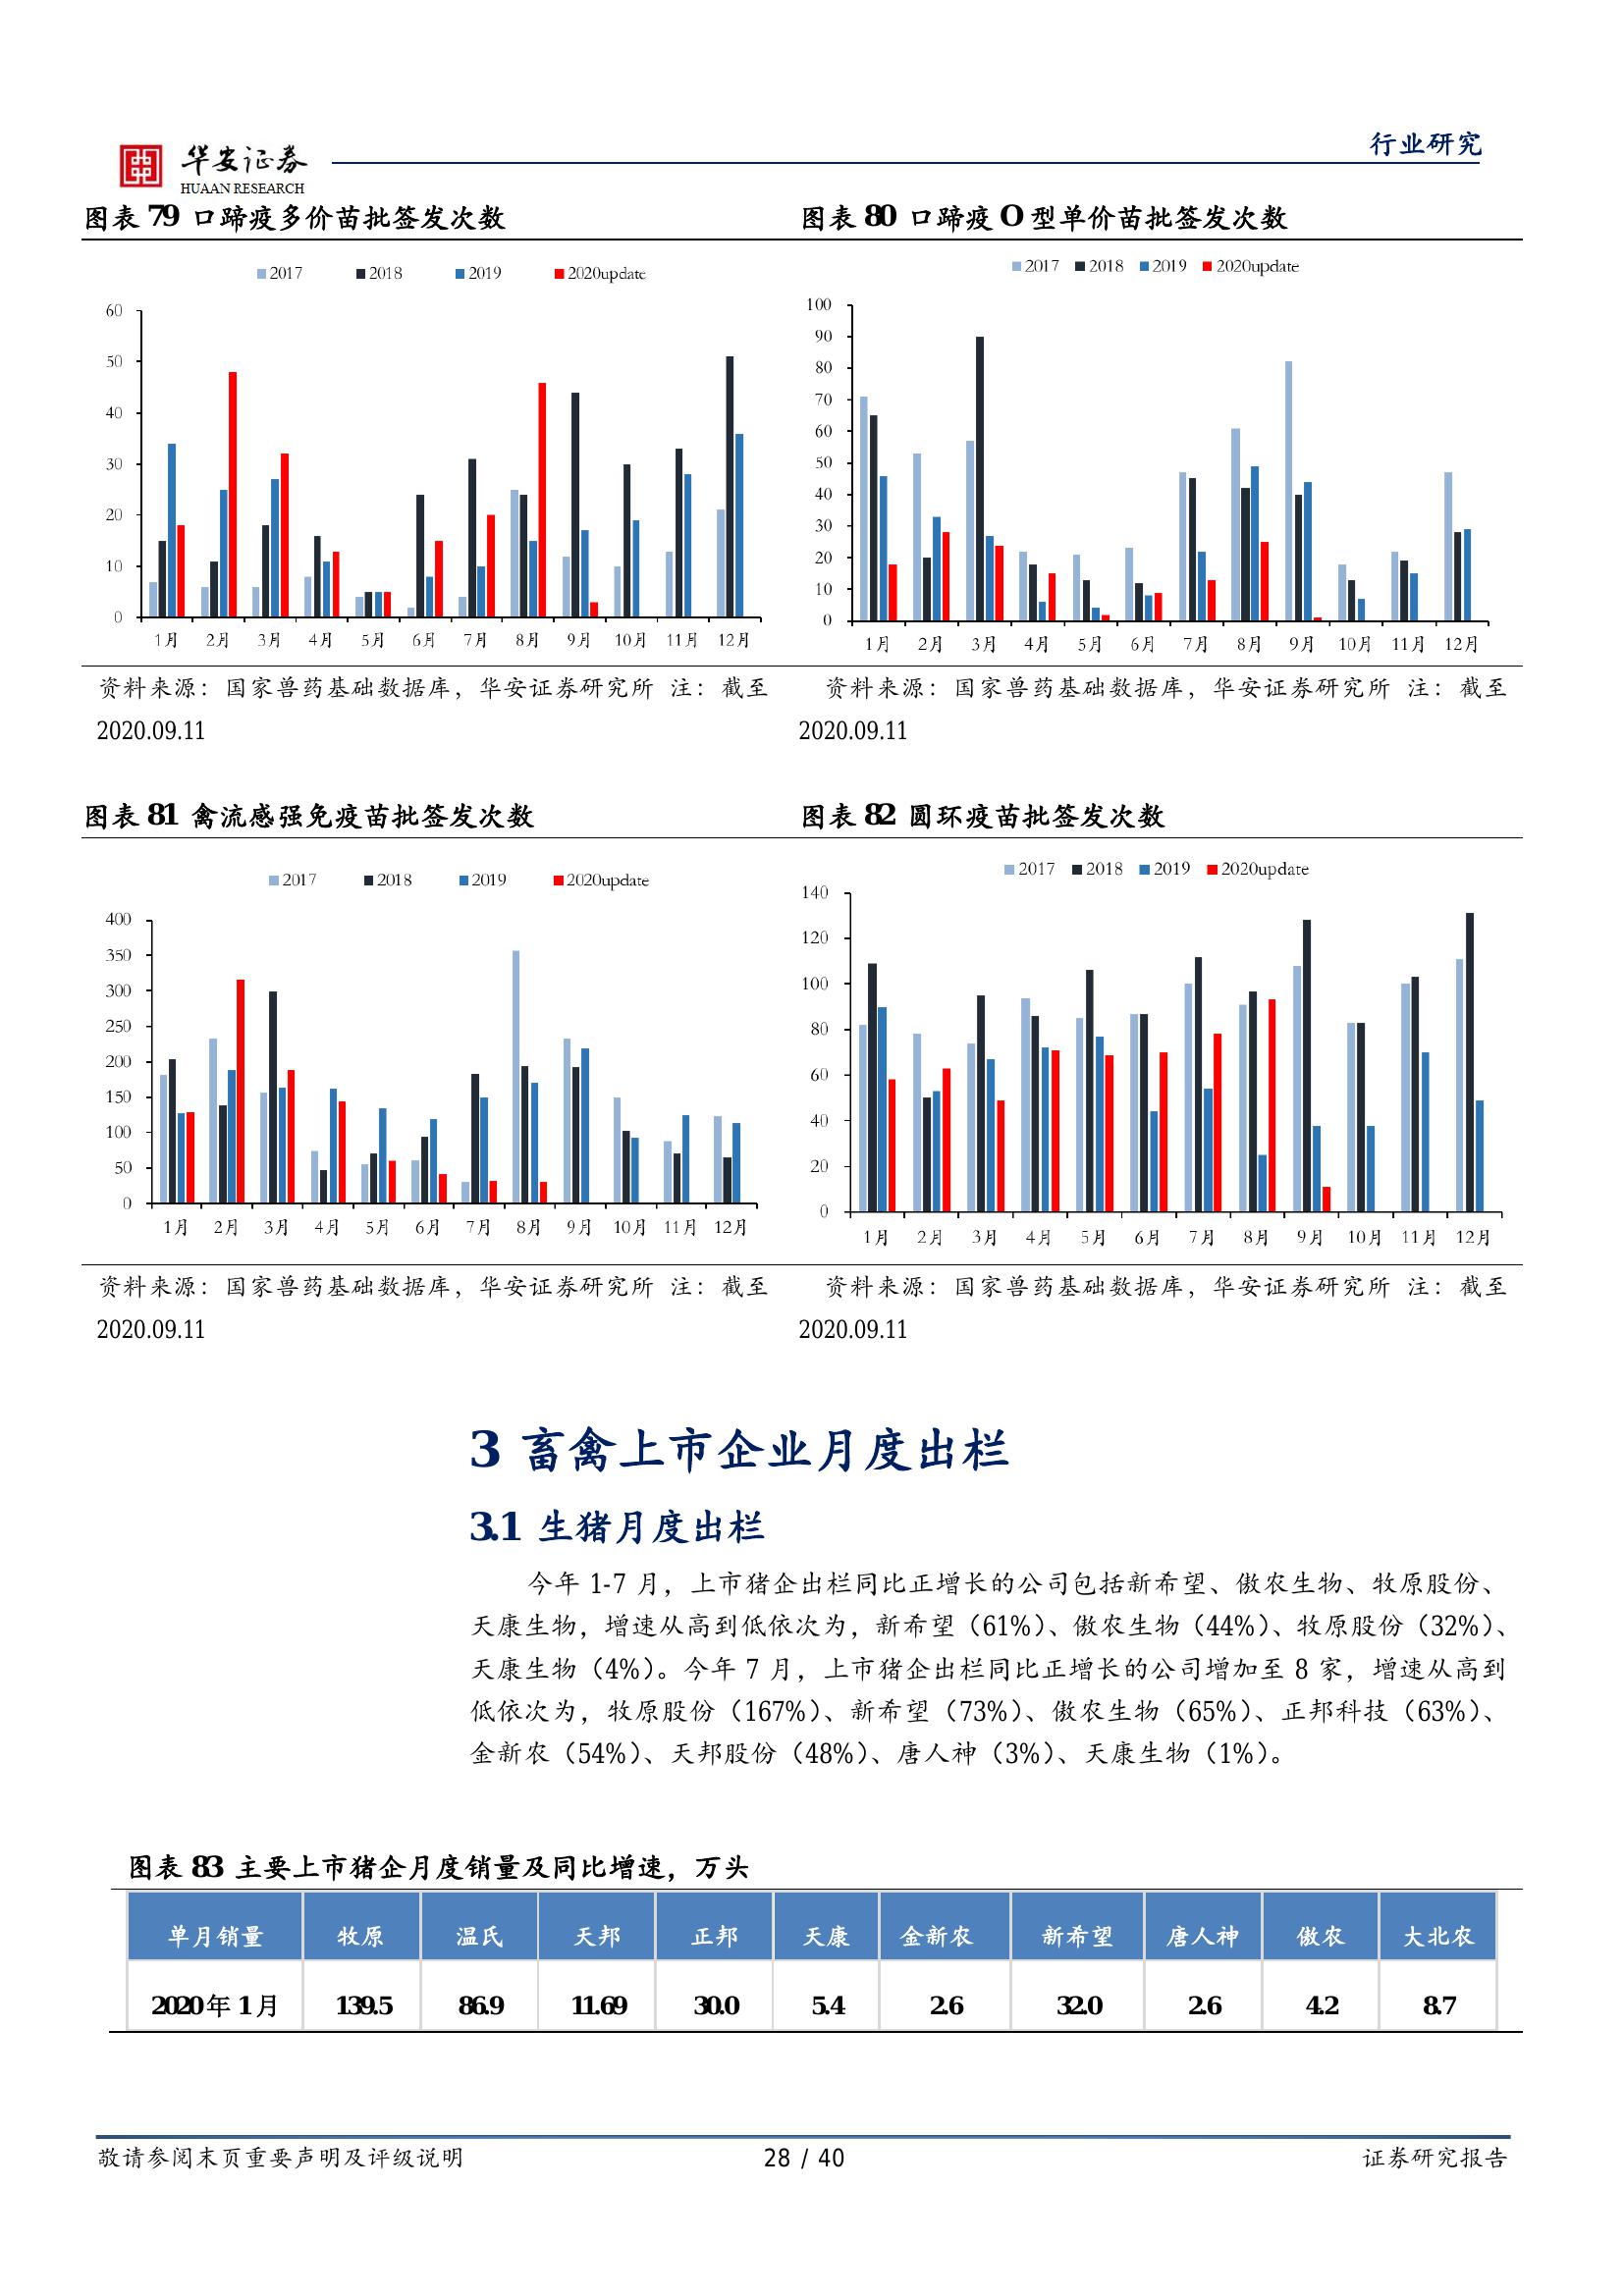 华安证券
HUAAN RESEARCH
行业研究
图表 79 口蹄疫多价苗批签发次数
2017 2018 2019 2020update
60
50
40
30
20
10
0
1月 2月 3月 4月 5月 6月 7月 8月 9月 10月 11月 12月
资料来源：国家兽药基础数据库，华安证券研究所 注：截至
2020.09.11
图表 80 口蹄疫 O 型单价苗批签发次数
2017 2018 2019 2020update
100
90
80
70
60
50
40
30
20
10
0
1月 2月 3月 4月 5月 6月 7月 8月 9月 10月 11月 12月
资料来源：国家兽药基础数据库，华安证券研究所 注：截至
2020.09.11
图表 81 禽流感强免疫苗批签发次数
2017 2018 2019 2020update
400
350
300
250
200
150
100
50
0
1月 2月 3月 4月 5月 6月 7月 8月 9月 10月 11月 12月
资料来源：国家兽药基础数据库，华安证券研究所 注：截至
2020.09.11
图表 82 圆环疫苗批签发次数
2017 2018 2019 2020update
140
120
100
80
60
40
20
0
1月 2月 3月 4月 5月 6月 7月 8月 9月 10月 11月 12月
资料来源：国家兽药基础数据库，华安证券研究所 注：截至
2020.09.11
3 畜禽上市企业月度出栏
3.1 生猪月度出栏
今年 1-7 月，上市猪企出栏同比正增长的公司包括新希望、傲农生物、牧原股份、
天康生物，增速从高到低依次为，新希望（61%）、傲农生物（44%）、牧原股份（32%）、
天康生物（4%）。今年 7 月，上市猪企出栏同比正增长的公司增加至 8 家，增速从高到
低依次为，牧原股份（167%）、新希望（73%）、傲农生物（65%）、正邦科技（63%）、
金新农（54%）、天邦股份（48%）、唐人神（3%）、天康生物（1%）。
图表 83 主要上市猪企月度销量及同比增速，万头
单月销量 牧原 温氏 天邦 正邦 天康 金新农 新希望 唐人神 傲农 大北农
2020年 1月 139.5 86.9 11.69 30.0 5.4 2.6 32.0 2.6 4.2 8.7
敬请参阅末页重要声明及评级说明 28 / 40 证券研究报告